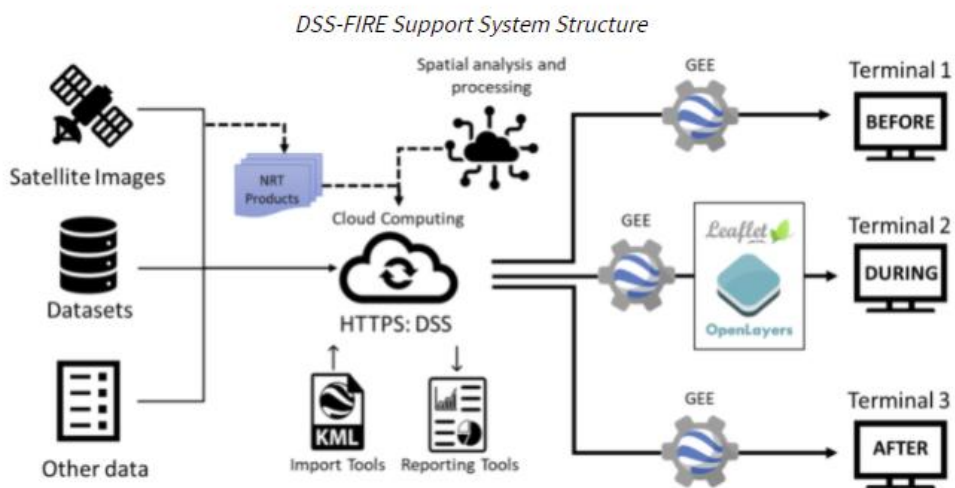 DSS-FIRE Support System Structure
Satellite Images
Datasets
Other data
NRT
Products
Spatial analysis and
processing
Cloud Computing
HTTPS: DSS
KML
Import Tools
Reporting Tools
GEE
Terminal 1
BEFORE
GEE
Leaflet
OpenLayers
Terminal 2
DURING
GEE
Terminal 3
AFTER